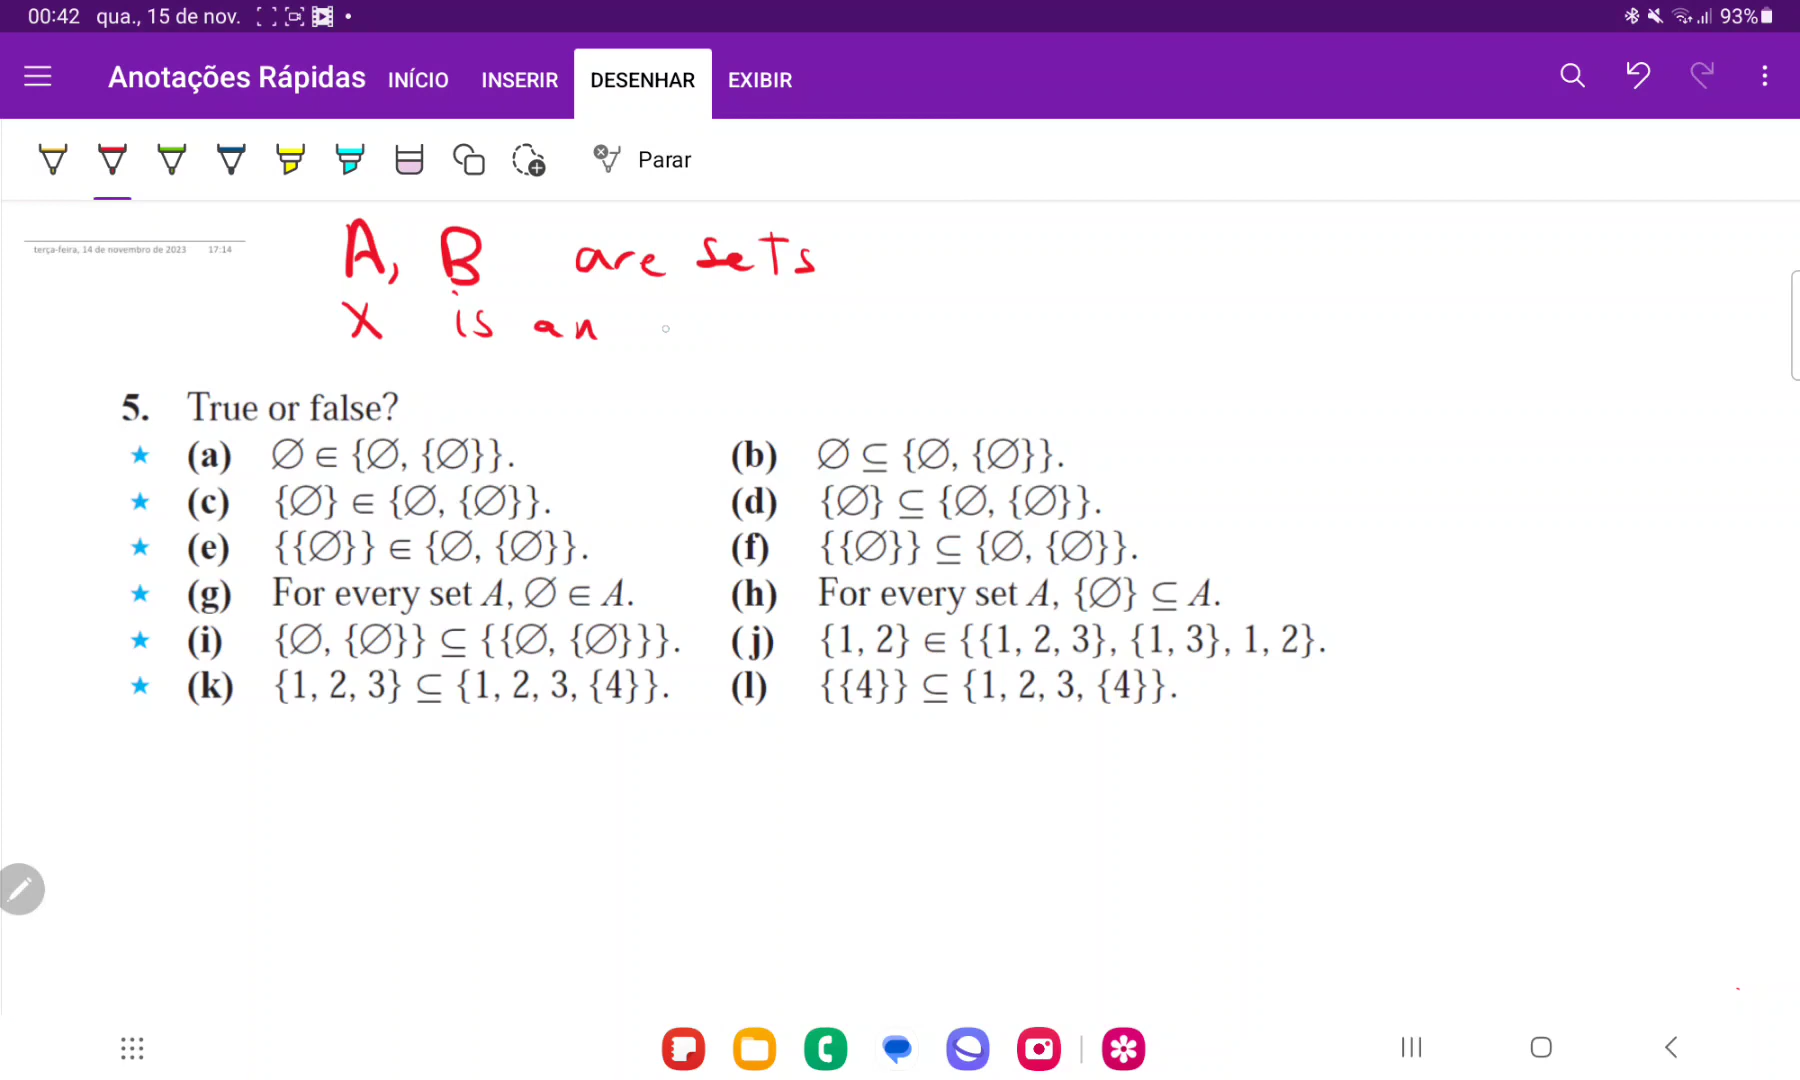 00:42 qua., 15 de nov. 93%
Anotações Rápidas INÍCIO INSERIR DESENHAR EXIBIR
Parar
terça-feira, 14 de novembro de 2023 17:14
A, B are sets
X is an
5. True or false?
★ (a) ∅ ∈ {∅, {∅}}. (b) ∅ ⊆ {∅, {∅}}.
★ (c) {∅} ∈ {∅, {∅}}. (d) {∅} ⊆ {∅, {∅}}.
★ (e) {{∅}} ∈ {∅, {∅}}. (f) {{∅}} ⊆ {∅, {∅}}.
★ (g) For every set A, ∅ ∈ A. (h) For every set A, {∅} ⊆ A.
★ (i) {∅, {∅}} ⊆ {{∅, {∅}}}. (j) {1, 2} ∈ {{1, 2, 3}, {1, 3}, 1, 2}.
★ (k) {1, 2, 3} ⊆ {1, 2, 3, {4}}. (l) {{4}} ⊆ {1, 2, 3, {4}}.